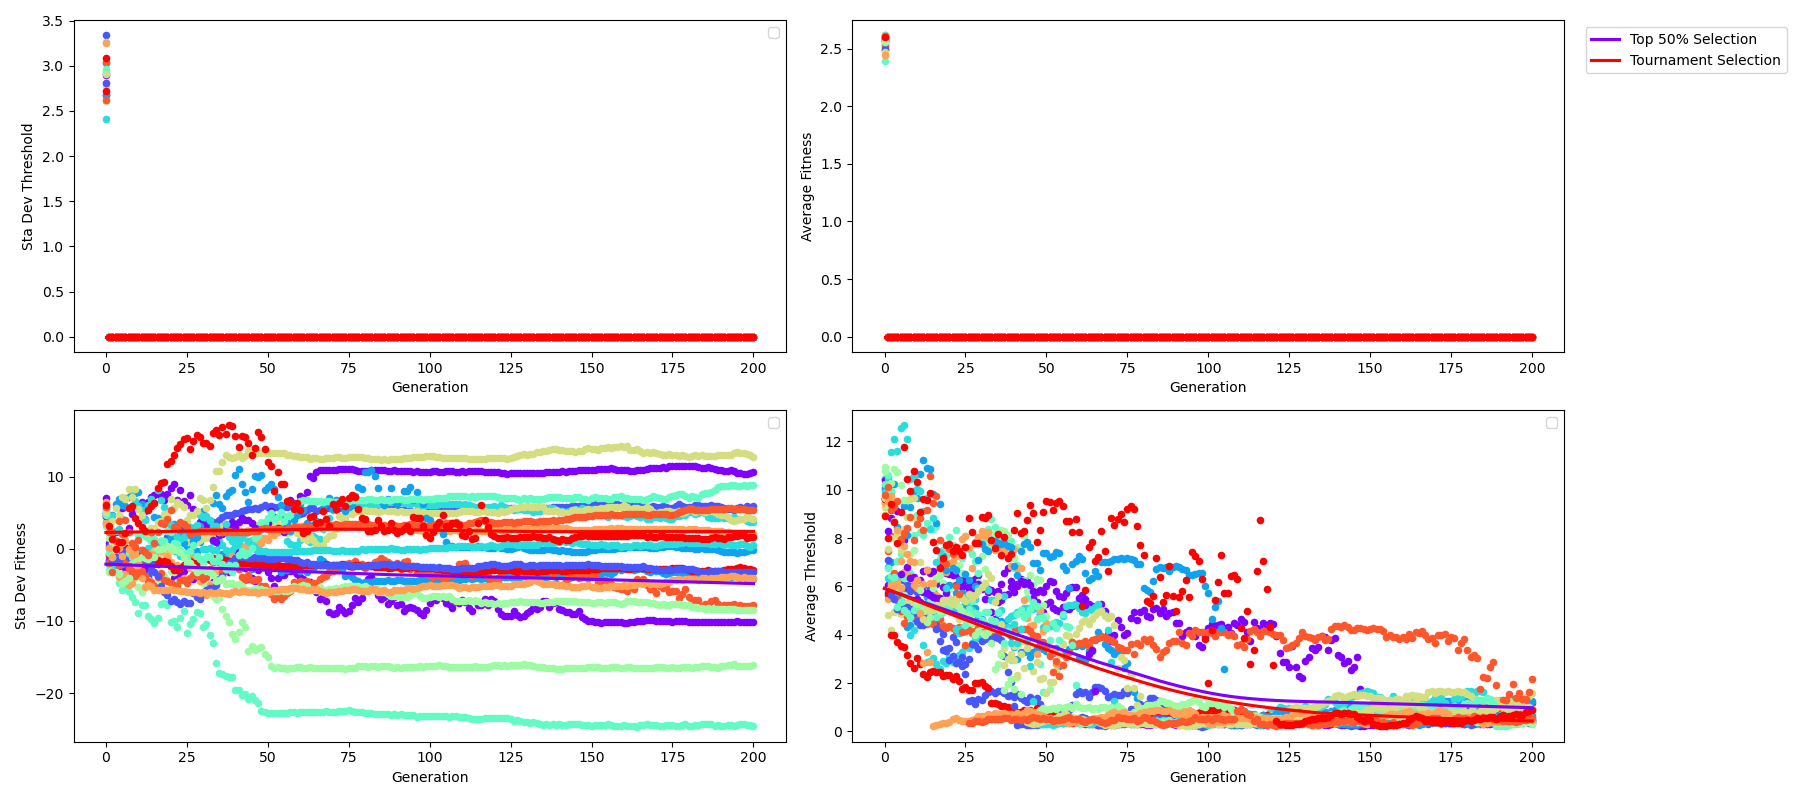 3.5
3.0
2.5
2.0
1.5
1.0
0.5
0.0
Sta Dev Threshold
0 25 50 75 100 125 150 175 200
Generation
2.5
2.0
1.5
1.0
0.5
0.0
Average Fitness
0 25 50 75 100 125 150 175 200
Generation
Top 50% Selection
Tournament Selection
10
0
−10
−20
Sta Dev Fitness
0 25 50 75 100 125 150 175 200
Generation
12
10
8
6
4
2
0
Average Threshold
0 25 50 75 100 125 150 175 200
Generation